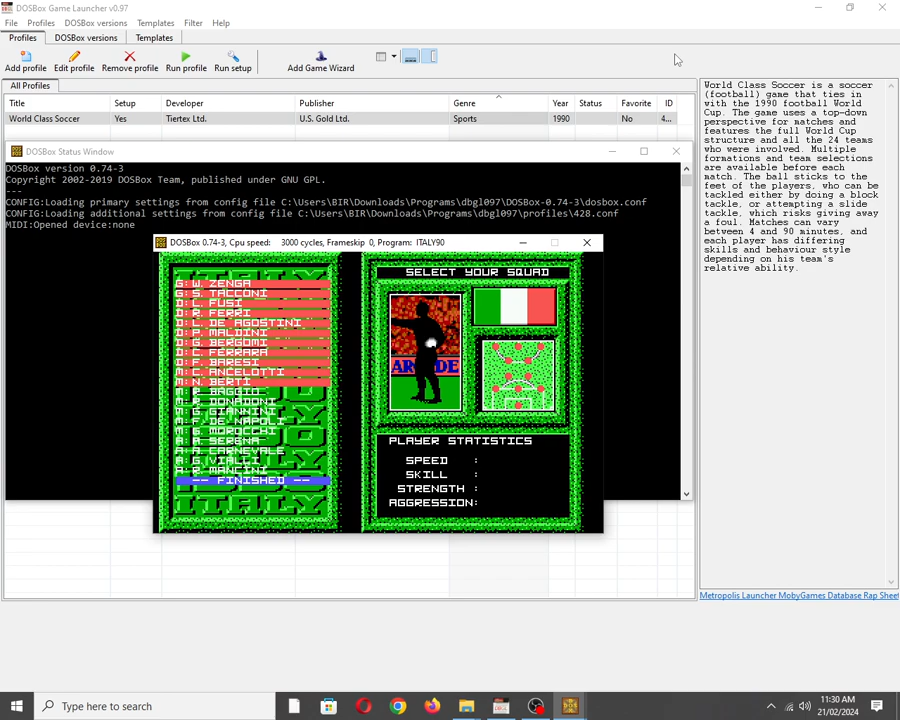 DOSBox Game Launcher v0.97
File Profiles DOSBox versions Templates Filter Help
Profiles DOSBox versions Templates
Add profile Edit profile Remove profile Run profile Run setup Add Game Wizard
All Profiles
Title Setup Developer Publisher Genre Year Status Favorite ID
World Class Soccer Yes Tiertex Ltd. U.S. Gold Ltd. Sports 1990 No 4...
World Class Soccer is a soccer
(football) game that ties in
with the 1990 football World
Cup. The game uses a top-down
perspective for matches and
features the full World Cup
structure and all the 24 teams
who were involved. Multiple
formations and team selections
are available before each
match. The ball sticks to the
feet of the players, who can be
tackled either by doing a block
tackle, or attempting a slide
tackle, which risks giving away
a foul. Matches can vary
between 4 and 90 minutes, and
each player has differing
skills and behaviour style
depending on his team's
relative ability.
DOSBox Status Window
DOSBox version 0.74-3
Copyright 2002-2019 DOSBox Team, published under GNU GPL.
---
CONFIG:Loading primary settings from config file C:\Users\BIR\Downloads\Programs\dbgl097\DOSBox-0.74-3\dosbox.conf
CONFIG:Loading additional settings from config file C:\Users\BIR\Downloads\Programs\dbgl097\profiles\428.conf
MIDI:Opened device:none
DOSBox 0.74-3, Cpu speed: 3000 cycles, Frameskip 0, Program: ITALY90
G: W. ZENGA
G: S. TACCONI
D: L. FUSI
D: R. FERRI
D: L. DE AGOSTINI
D: P. MALDINI
D: G. BERGOMI
D: C. FERRARA
D: F. BARESI
M: C. ANCELOTTI
M: N. BERTI
M: R. BAGGIO
M: R. DONADONI
M: G. GIANNINI
M: F. DE NAPOLI
M: G. MOROCCHI
A: A. SERENA
A: A. CARNEVALE
A: G. VIALLI
A: R. MANCINI
-- FINISHED --
ITALY
SELECT YOUR SQUAD
PLAYER STATISTICS
SPEED :
SKILL :
STRENGTH :
AGGRESSION:
Metropolis Launcher MobyGames Database Rap Sheet
Type here to search
11:30 AM
21/02/2024